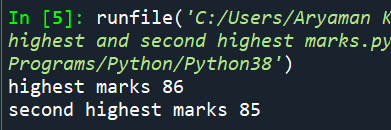 In [5]: runfile('C:/Users/Aryaman K
highest and second highest marks.py
Programs/Python/Python38')
highest marks 86
second highest marks 85